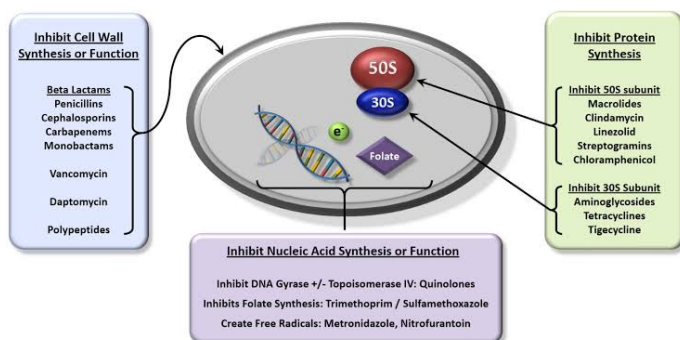 Inhibit Cell Wall
Synthesis or Function
Beta Lactams
Penicillins
Cephalosporins
Carbapenems
Monobactams
Vancomycin
Daptomycin
Polypeptides
50S
30S
e-
Folate
Inhibit Protein
Synthesis
Inhibit 50S subunit
Macrolides
Clindamycin
Linezolid
Streptogramins
Chloramphenicol
Inhibit 30S Subunit
Aminoglycosides
Tetracyclines
Tigecycline
Inhibit Nucleic Acid Synthesis or Function
Inhibit DNA Gyrase +/- Topoisomerase IV: Quinolones
Inhibits Folate Synthesis: Trimethoprim / Sulfamethoxazole
Create Free Radicals: Metronidazole, Nitrofurantoin